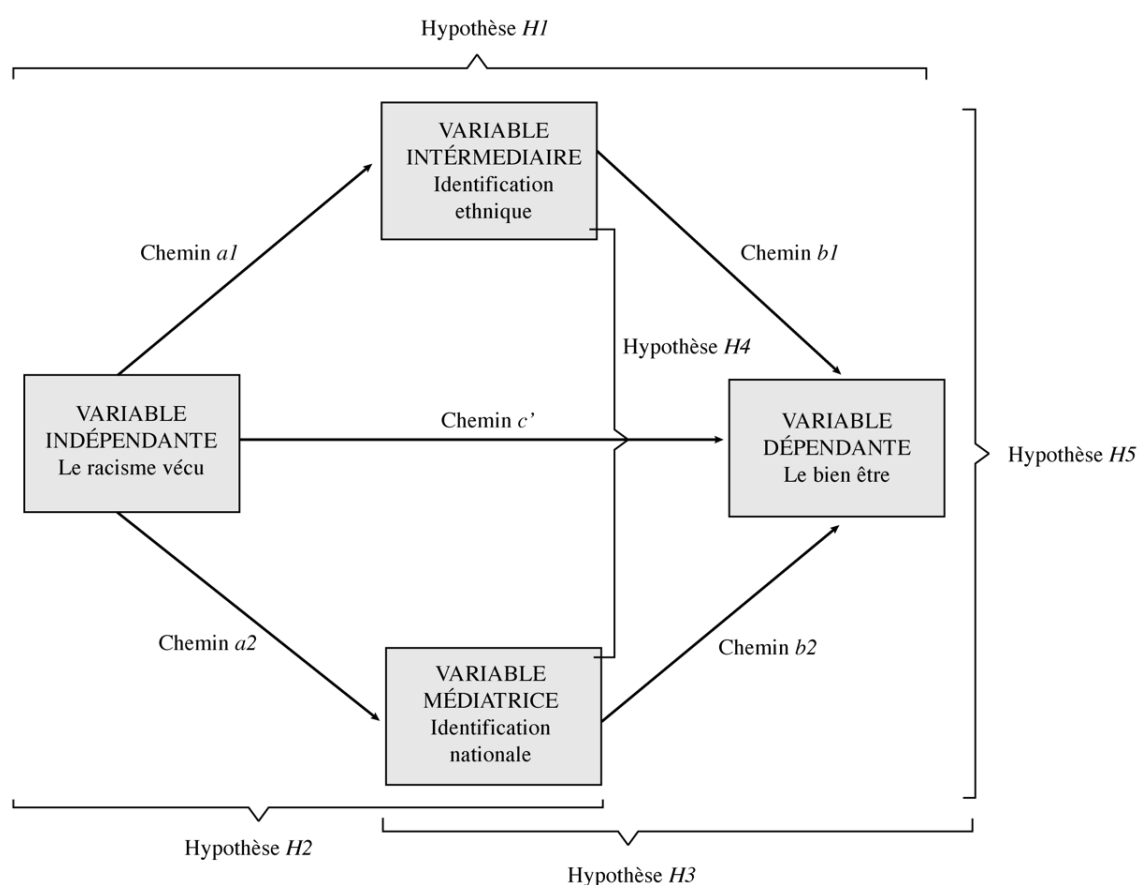 Hypothèse H1
VARIABLE
INTÉRMEDIAIRE
Identification
ethnique
Chemin a1
Chemin b1
Hypothèse H4
VARIABLE
INDÉPENDANTE
Le racisme vécu
Chemin c’
VARIABLE
DÉPENDANTE
Le bien être
Hypothèse H5
Chemin a2
Chemin b2
VARIABLE
MÉDIATRICE
Identification
nationale
Hypothèse H2
Hypothèse H3